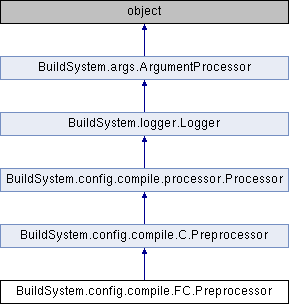 object
BuildSystem.args.ArgumentProcessor
BuildSystem.logger.Logger
BuildSystem.config.compile.processor.Processor
BuildSystem.config.compile.C.Preprocessor
BuildSystem.config.compile.FC.Preprocessor